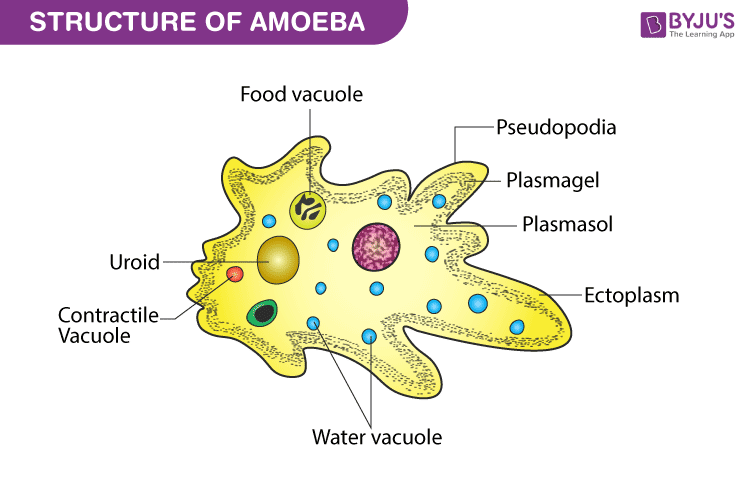 STRUCTURE OF AMOEBA
BYJU'S
The Learning App
Food vacuole
Pseudopodia
Plasmagel
Plasmasol
Uroid
Ectoplasm
Contractile
Vacuole
Water vacuole